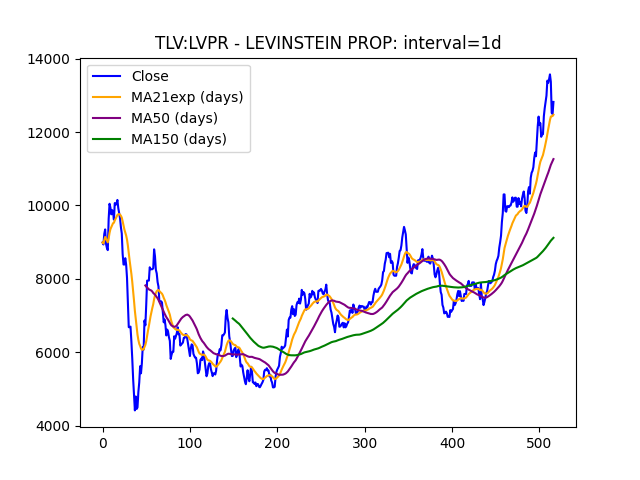 TLV:LVPR - LEVINSTEIN PROP: interval=1d
Close
MA21exp (days)
MA50 (days)
MA150 (days)
14000
12000
10000
8000
6000
4000
0 100 200 300 400 500